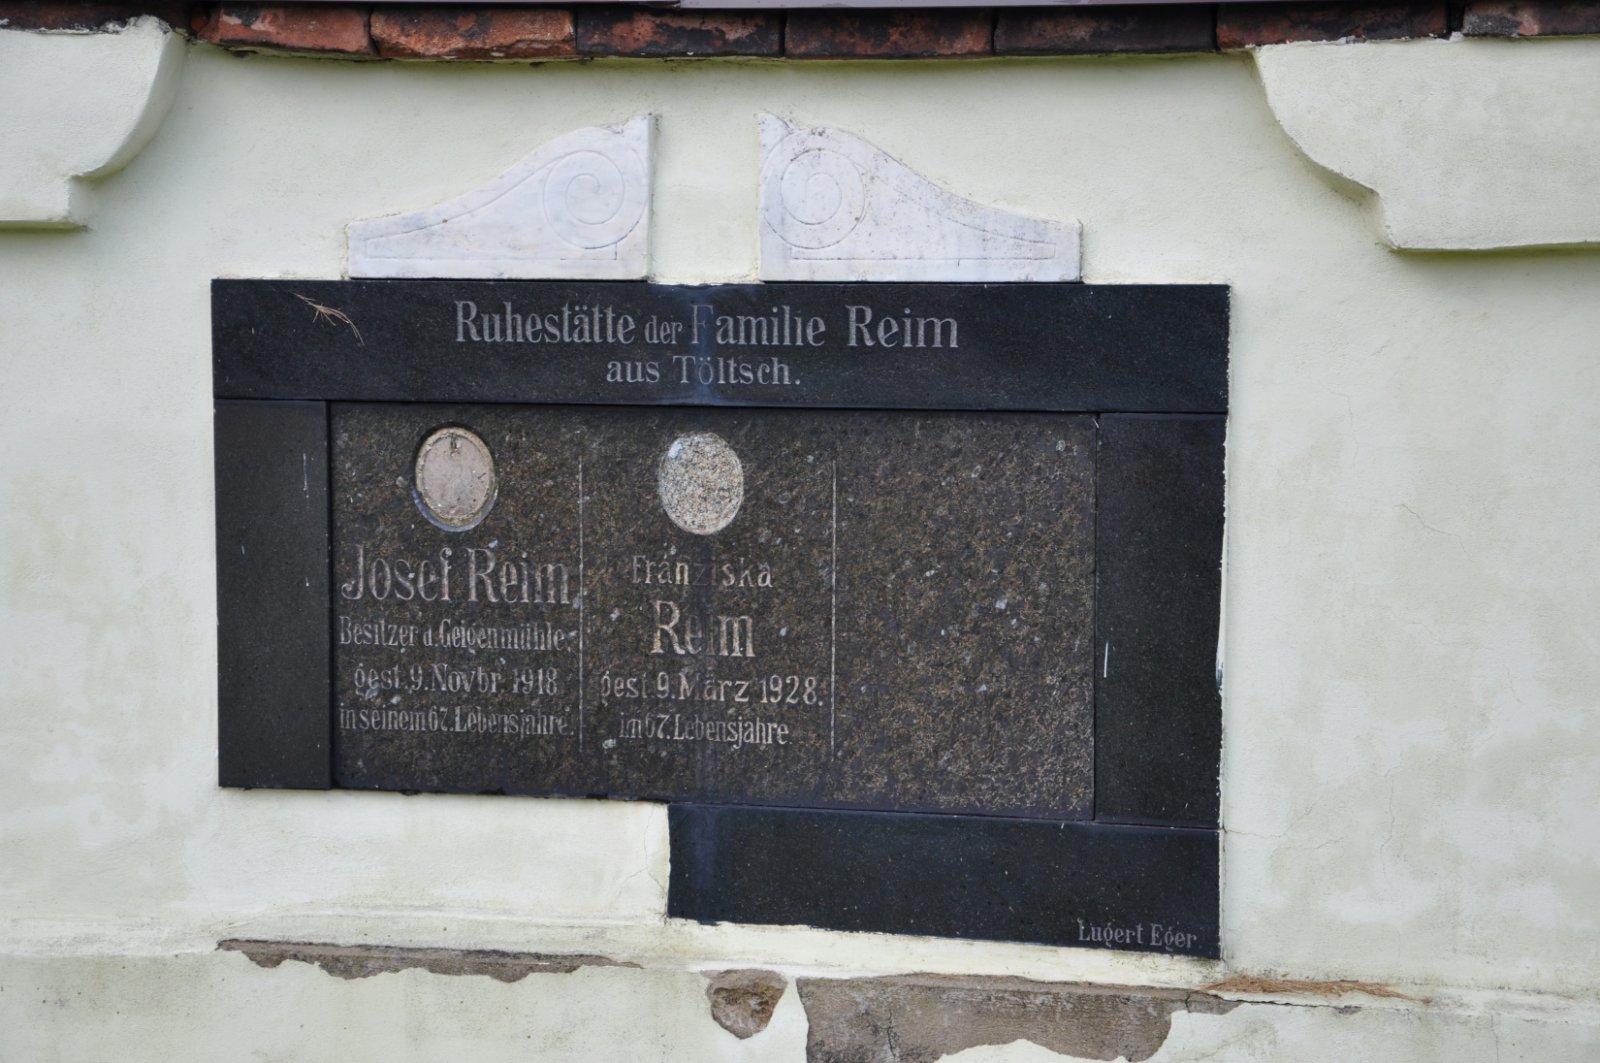 Ruhestätte der Familie Reim
aus Töltsch.
Josef Reim
Besitzer d. Geigenmühle,
gest. 9. Novbr. 1918
in seinem 67. Lebensjahre.
Franziska
Reim
gest. 9. März 1928.
im 67. Lebensjahre.
Lugert Eger